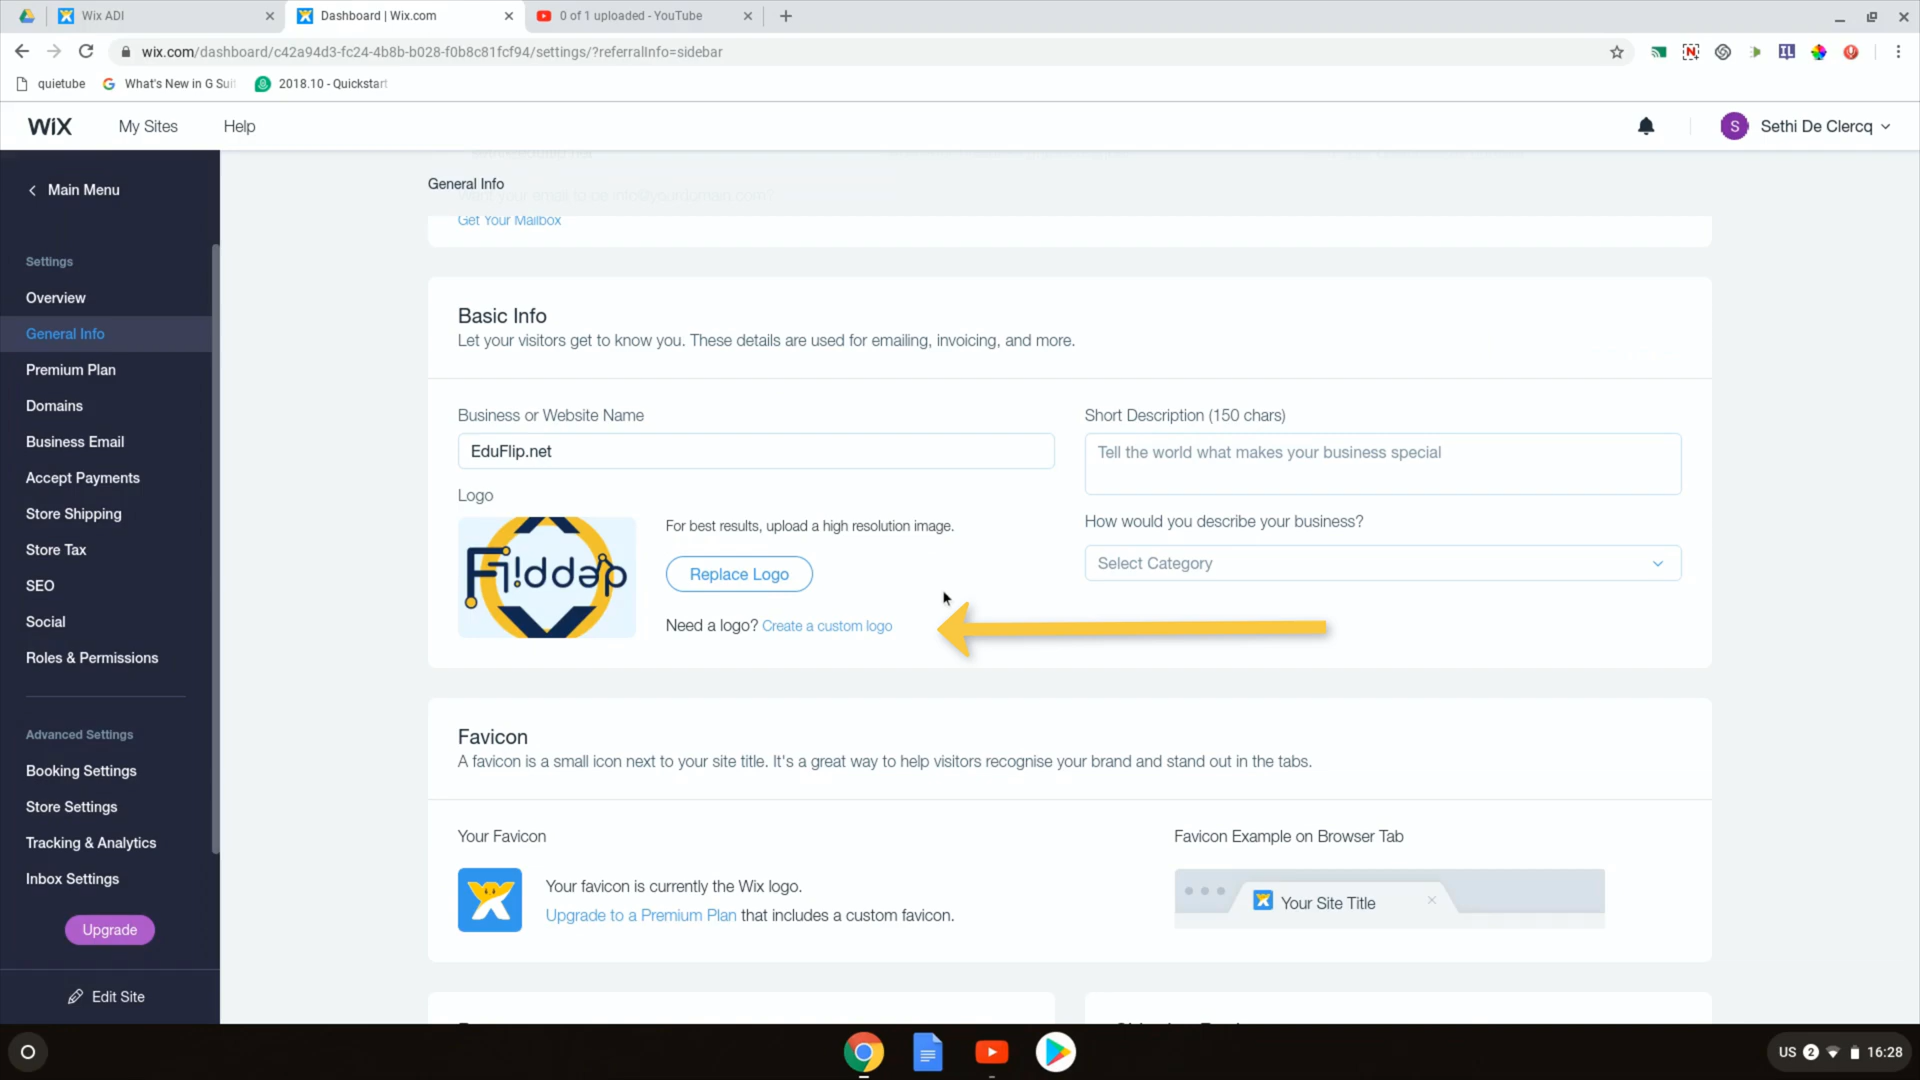 Wix ADI
Dashboard | Wix.com
0 of 1 uploaded - YouTube
wix.com/dashboard/c42a94d3-fc24-4b8b-b028-f0b8c81fcf94/settings/?referralInfo=sidebar
quietube
What's New in G Suit
2018.10 - Quickstart
WiX
My Sites
Help
S
Sethi De Clercq
Main Menu
Settings
Overview
General Info
Premium Plan
Domains
Business Email
Accept Payments
Store Shipping
Store Tax
SEO
Social
Roles & Permissions
Advanced Settings
Booking Settings
Store Settings
Tracking & Analytics
Inbox Settings
Upgrade
Edit Site
General Info
Get Your Mailbox
Basic Info
Let your visitors get to know you. These details are used for emailing, invoicing, and more.
Business or Website Name
EduFlip.net
Logo
For best results, upload a high resolution image.
Replace Logo
Need a logo? Create a custom logo
Short Description (150 chars)
Tell the world what makes your business special
How would you describe your business?
Select Category
Favicon
A favicon is a small icon next to your site title. It's a great way to help visitors recognise your brand and stand out in the tabs.
Your Favicon
Your favicon is currently the Wix logo.
Upgrade to a Premium Plan that includes a custom favicon.
Favicon Example on Browser Tab
Your Site Title
US 2 16:28